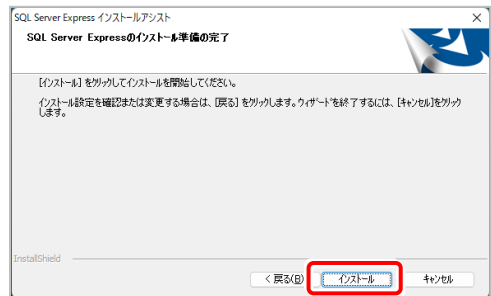 SQL Server Express インストールアシスト
SQL Server Expressのインストール準備の完了
[インストール] をクリックしてインストールを開始してください。
インストール設定を確認または変更する場合は、[戻る] をクリックします。ウィザードを終了するには、[キャンセル]をクリック
します。
InstallShield
< 戻る(B)
インストール
キャンセル